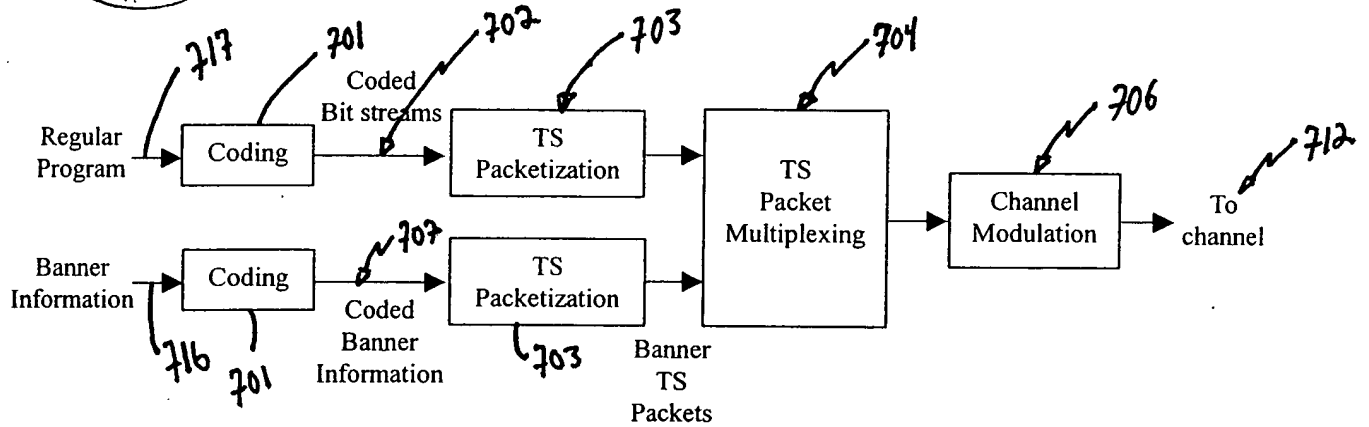 717
701
702
703
704
706
712
Coded
Bit streams
Regular
Program
Coding
TS
Packetization
TS
Packet
Multiplexing
Channel
Modulation
To
channel
707
Banner
Information
Coding
TS
Packetization
Coded
Banner
Information
716
701
703
Banner
TS
Packets